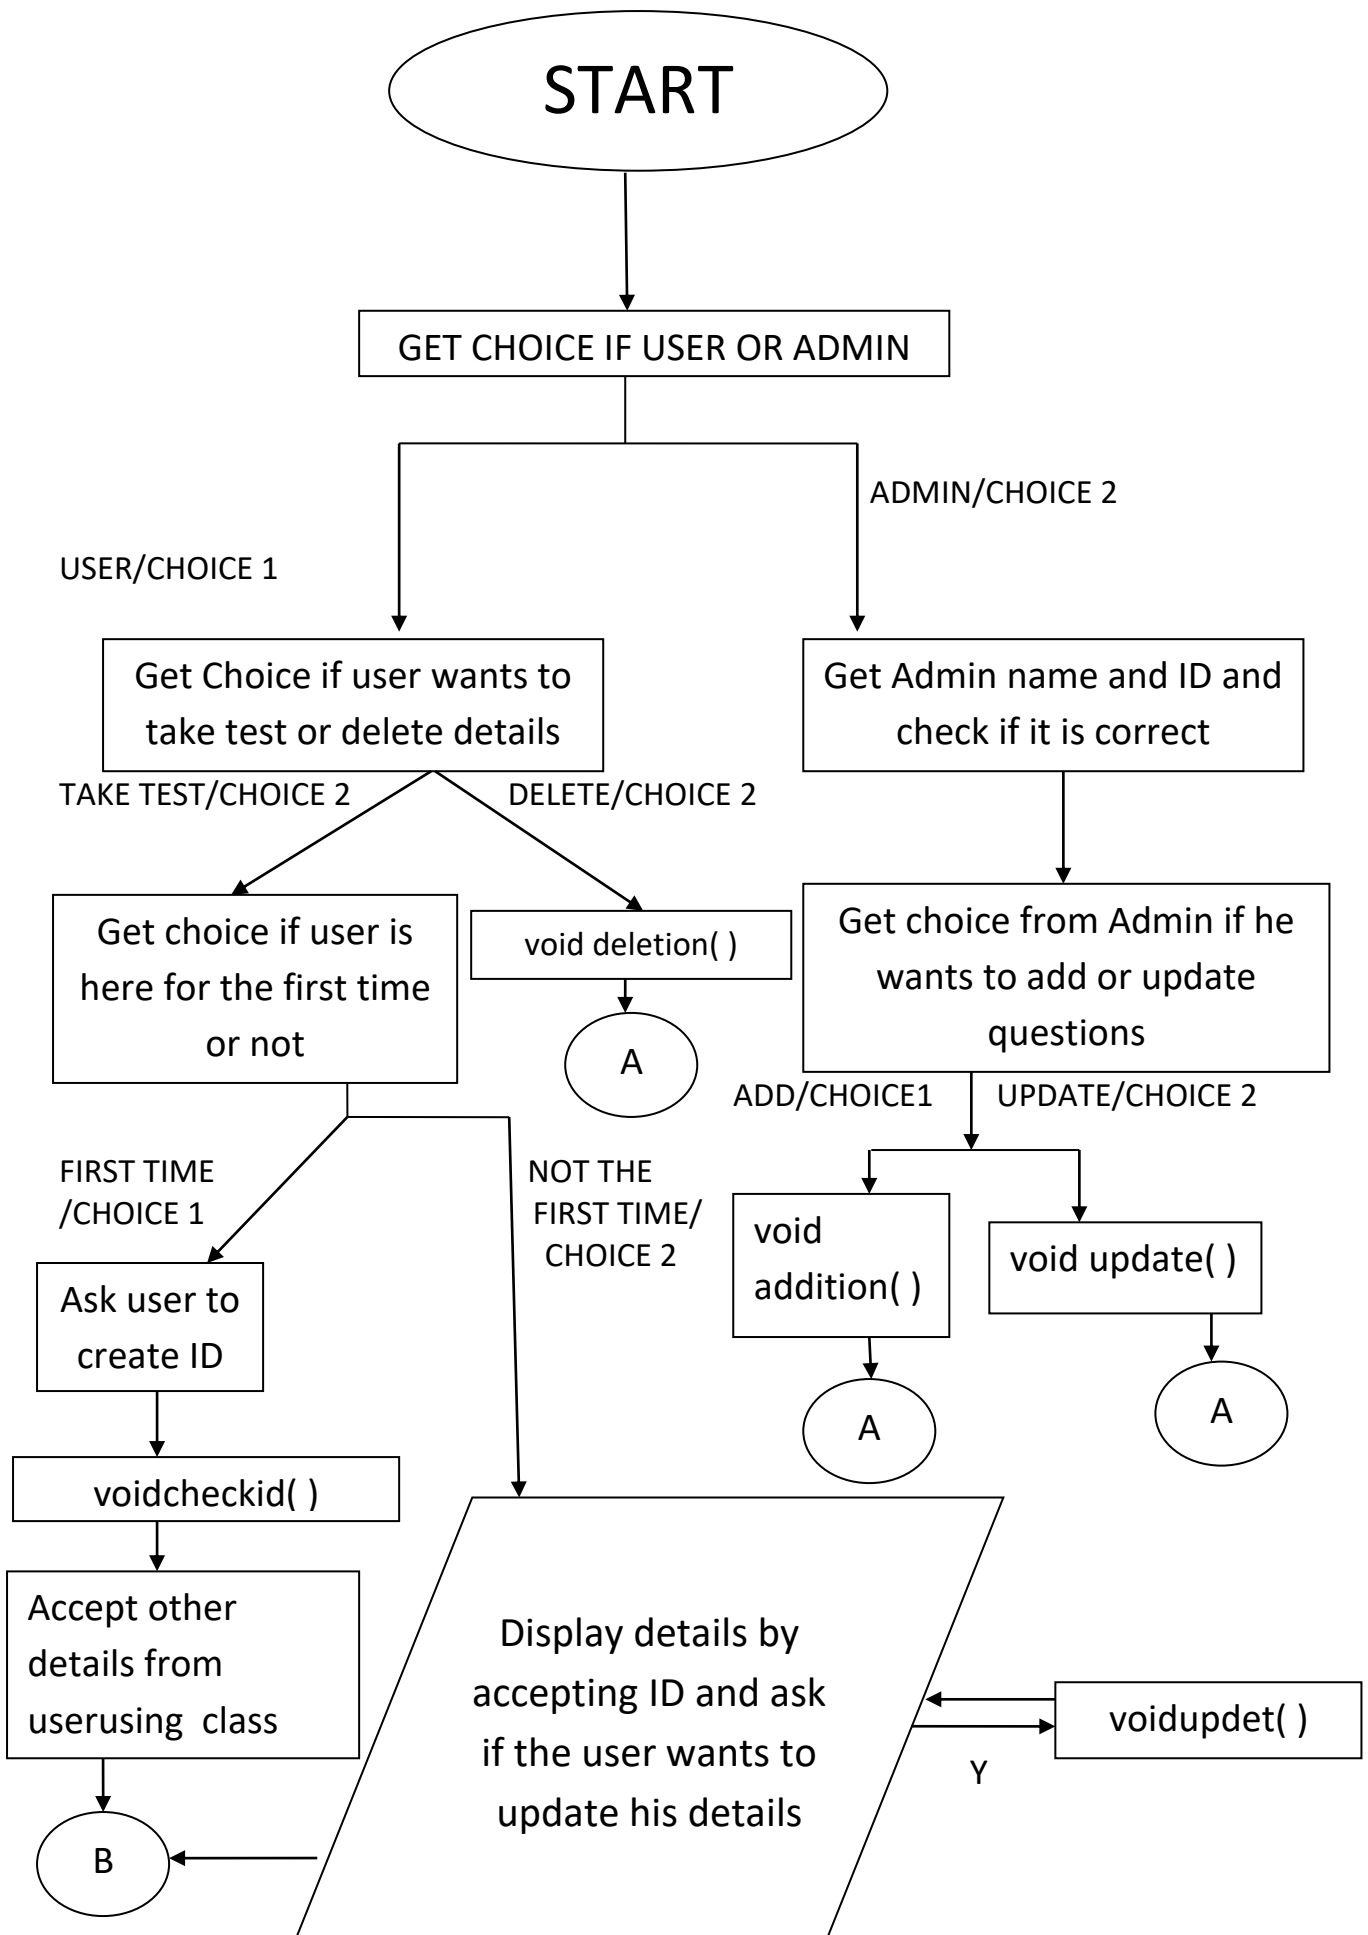 START
GET CHOICE IF USER OR ADMIN
ADMIN/CHOICE 2
USER/CHOICE 1
Get Choice if user wants to
take test or delete details
Get Admin name and ID and
check if it is correct
TAKE TEST/CHOICE 2
DELETE/CHOICE 2
Get choice if user is
here for the first time
or not
void deletion( )
A
Get choice from Admin if he
wants to add or update
questions
ADD/CHOICE1
UPDATE/CHOICE 2
FIRST TIME
/CHOICE 1
NOT THE
FIRST TIME/
CHOICE 2
void
addition( )
void update( )
Ask user to
create ID
A
A
voidcheckid( )
Accept other
details from
userusing  class
Display details by
accepting ID and ask
if the user wants to
update his details
voidupdet( )
Y
B